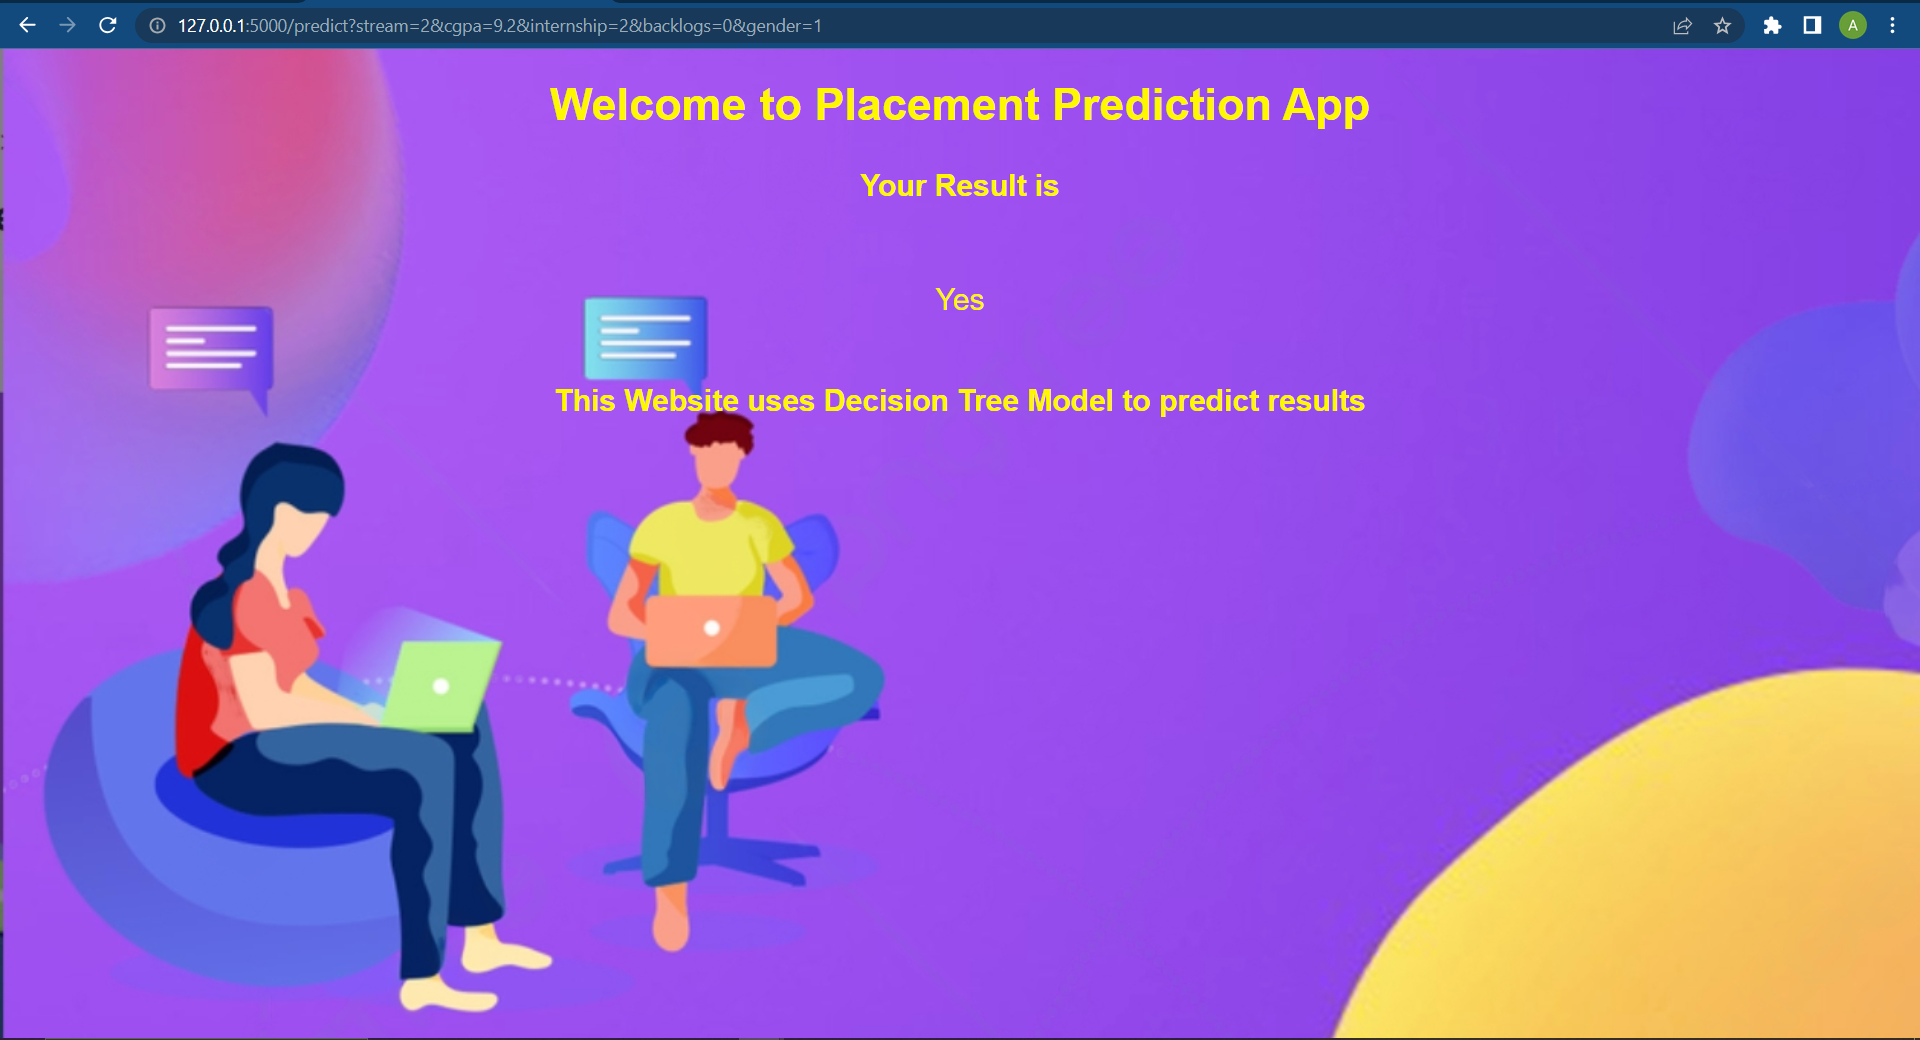 127.0.0.1:5000/predict?stream=2&cgpa=9.2&internship=2&backlogs=0&gender=1
A
Welcome to Placement Prediction App
Your Result is
Yes
This Website uses Decision Tree Model to predict results